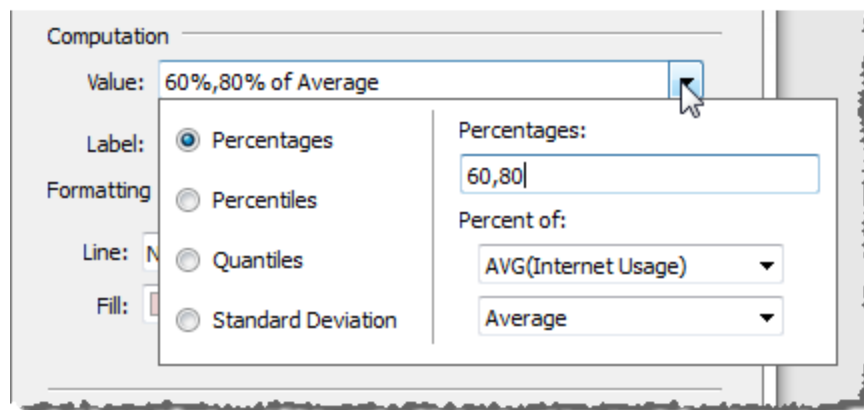 Computation
Value: 60%,80% of Average
Label:
Percentages
Percentages:
60,80
Formatting
Percentiles
Percent of:
Line: N
Quantiles
AVG(Internet Usage)
Fill:
Standard Deviation
Average